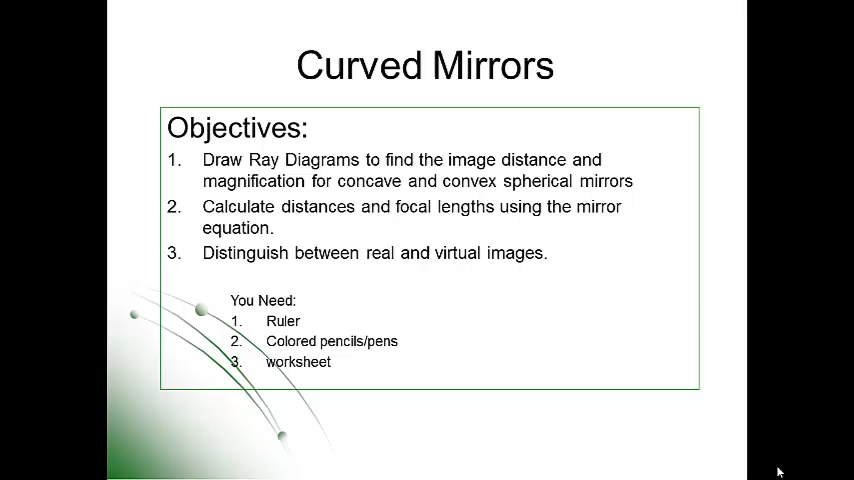 Curved Mirrors
Objectives:
1. Draw Ray Diagrams to find the image distance and
magnification for concave and convex spherical mirrors
2. Calculate distances and focal lengths using the mirror
equation.
3. Distinguish between real and virtual images.
You Need:
1. Ruler
2. Colored pencils/pens
3. worksheet